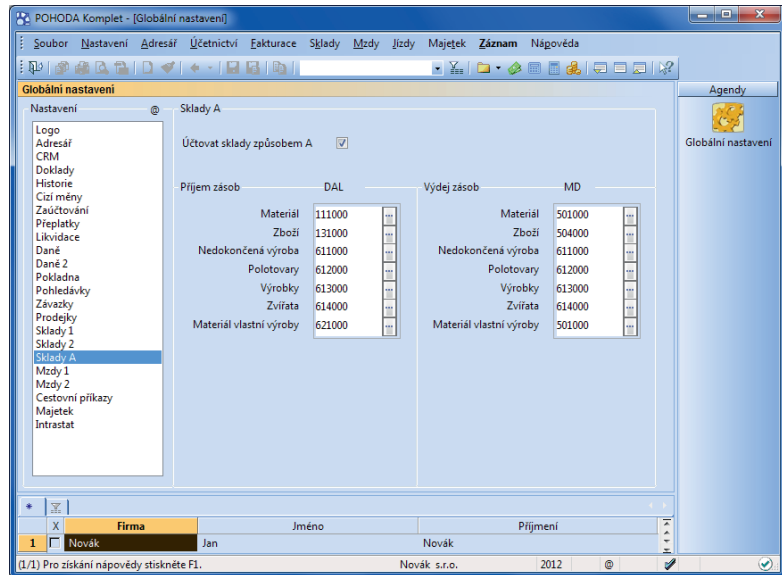 POHODA Komplet - [Globální nastavení]
Soubor Nastavení Adresář Účetnictví Fakturace Sklady Mzdy Jízdy Majetek Záznam Nápověda
Globální nastavení
Agendy
Globální nastavení
Nastavení @
Logo
Adresář
CRM
Doklady
Historie
Cizí měny
Zaúčtování
Přeplatky
Likvidace
Daně
Daně 2
Pokladna
Pohledávky
Závazky
Prodejky
Sklady 1
Sklady 2
Sklady A
Mzdy 1
Mzdy 2
Cestovní příkazy
Majetek
Intrastat
Sklady A
Účtovat sklady způsobem A
Příjem zásob DAL
Materiál 111000
Zboží 131000
Nedokončená výroba 611000
Polotovary 612000
Výrobky 613000
Zvířata 614000
Materiál vlastní výroby 621000
Výdej zásob MD
Materiál 501000
Zboží 504000
Nedokončená výroba 611000
Polotovary 612000
Výrobky 613000
Zvířata 614000
Materiál vlastní výroby 501000
X Firma Jméno Příjmení
1 Novák Jan Novák
(1/1) Pro získání nápovědy stiskněte F1. Novák s.r.o. 2012 @